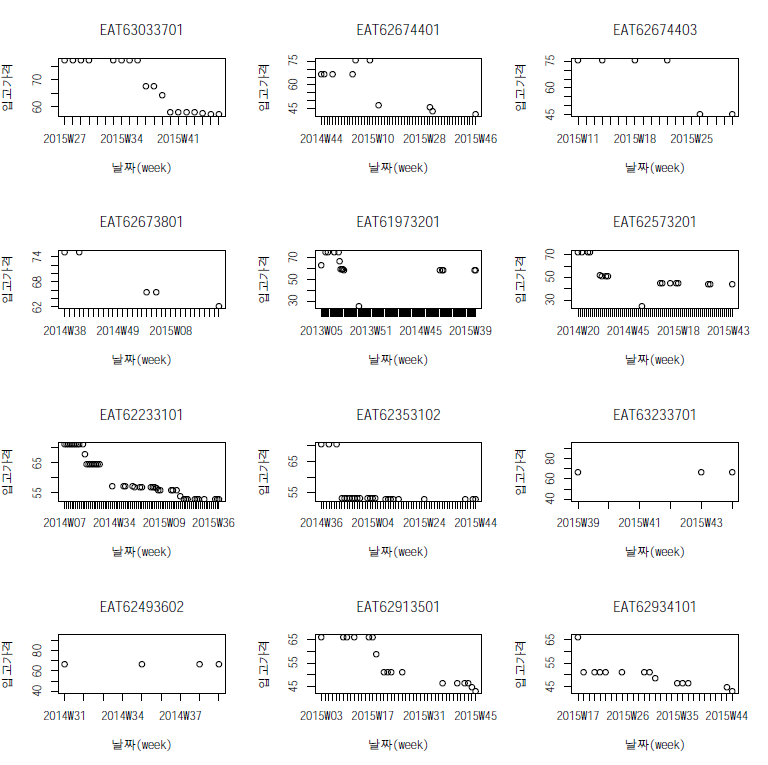 EAT63033701
EAT62674401
EAT62674403
입고가격
60 70
2015W27 2015W34 2015W41
날짜(week)
입고가격
45 60 75
2014W44 2015W10 2015W28 2015W46
날짜(week)
입고가격
45 60 75
2015W11 2015W18 2015W25
날짜(week)
EAT62673801
EAT61973201
EAT62573201
입고가격
62 68 74
2014W38 2014W49 2015W08
날짜(week)
입고가격
30 50 70
2013W05 2013W51 2014W45 2015W39
날짜(week)
입고가격
30 50 70
2014W20 2014W45 2015W18 2015W43
날짜(week)
EAT62233101
EAT62353102
EAT63233701
입고가격
55 65
2014W07 2014W34 2015W09 2015W36
날짜(week)
입고가격
55 65
2014W36 2015W04 2015W24 2015W44
날짜(week)
입고가격
40 60 80
2015W39 2015W41 2015W43
날짜(week)
EAT62493602
EAT62913501
EAT62934101
입고가격
40 60 80
2014W31 2014W34 2014W37
날짜(week)
입고가격
45 55 65
2015W03 2015W17 2015W31 2015W45
날짜(week)
입고가격
45 55 65
2015W17 2015W26 2015W35 2015W44
날짜(week)